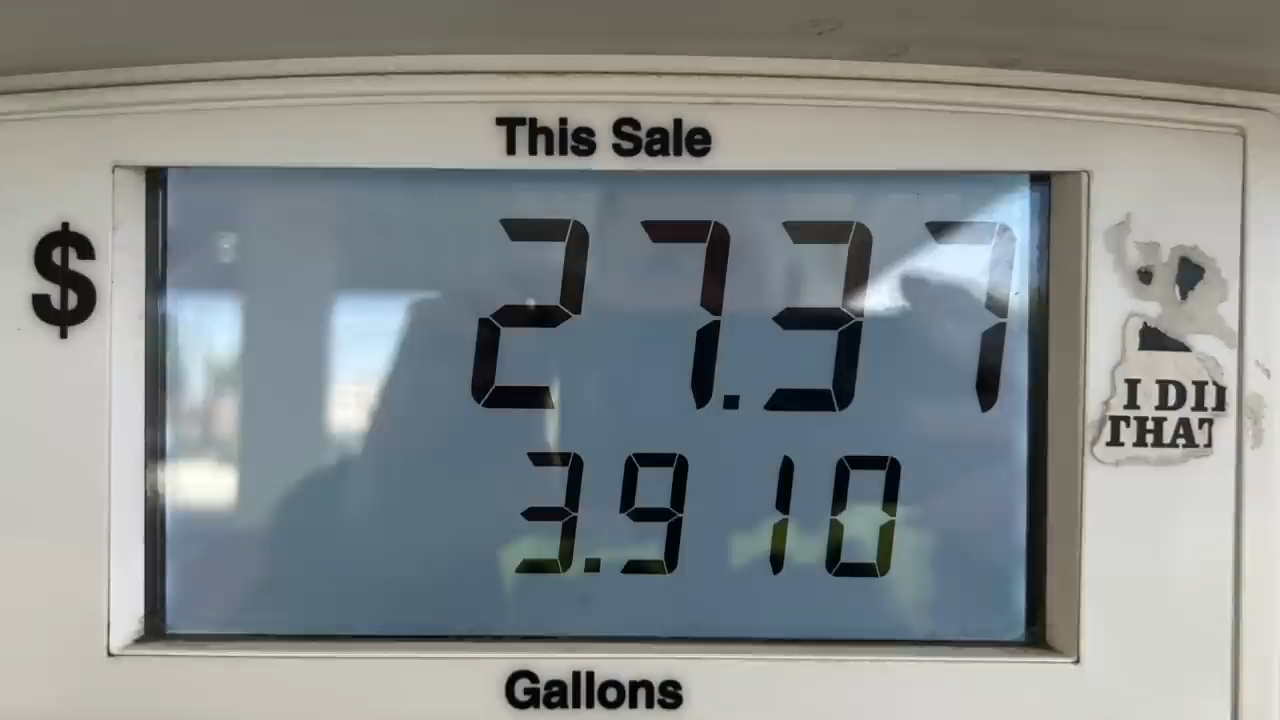 This Sale
$
27.37
3.910
Gallons
I DI
THAT